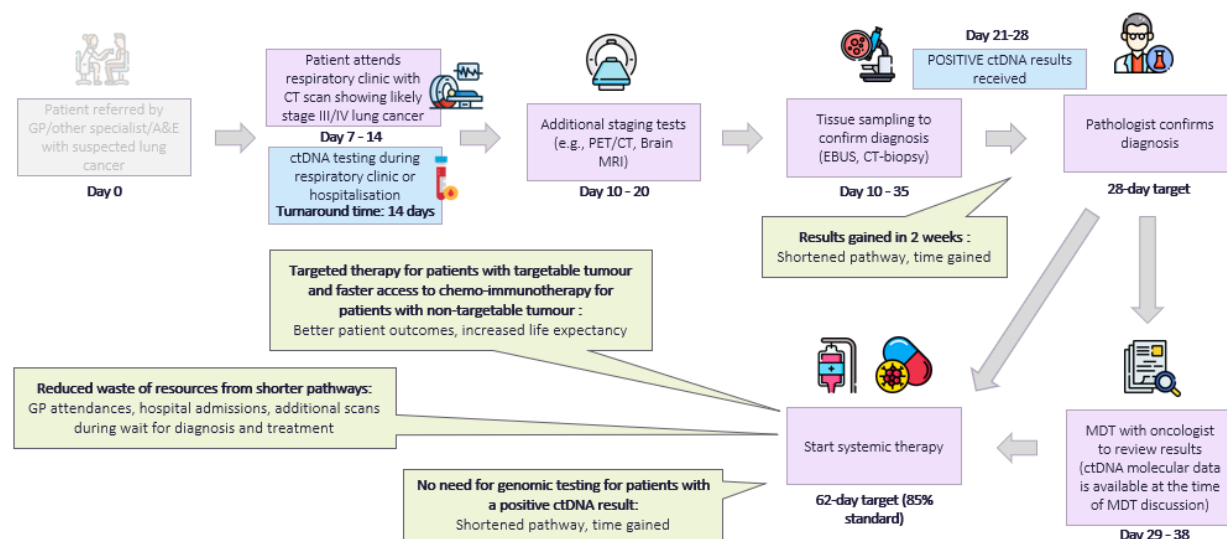 Patient referred by
GP/other specialist/A&E
with suspected lung
cancer
Day 0
Patient attends
respiratory clinic with
CT scan showing likely
stage III/IV lung cancer
Day 7 - 14
ctDNA testing during
respiratory clinic or
hospitalisation
Turnaround time: 14 days
Additional staging tests
(e.g., PET/CT, Brain
MRI)
Day 10 - 20
Tissue sampling to
confirm diagnosis
(EBUS, CT-biopsy)
Day 10 - 35
Day 21-28
POSITIVE ctDNA results
received
Pathologist confirms
diagnosis
28-day target
Results gained in 2 weeks :
Shortened pathway, time gained
Targeted therapy for patients with targetable tumour
and faster access to chemo-immunotherapy for
patients with non-targetable tumour :
Better patient outcomes, increased life expectancy
Reduced waste of resources from shorter pathways:
GP attendances, hospital admissions, additional scans
during wait for diagnosis and treatment
No need for genomic testing for patients with
a positive ctDNA result:
Shortened pathway, time gained
Start systemic therapy
62-day target (85%
standard)
MDT with oncologist
to review results
(ctDNA molecular data
is available at the time
of MDT discussion)
Day 29 - 38